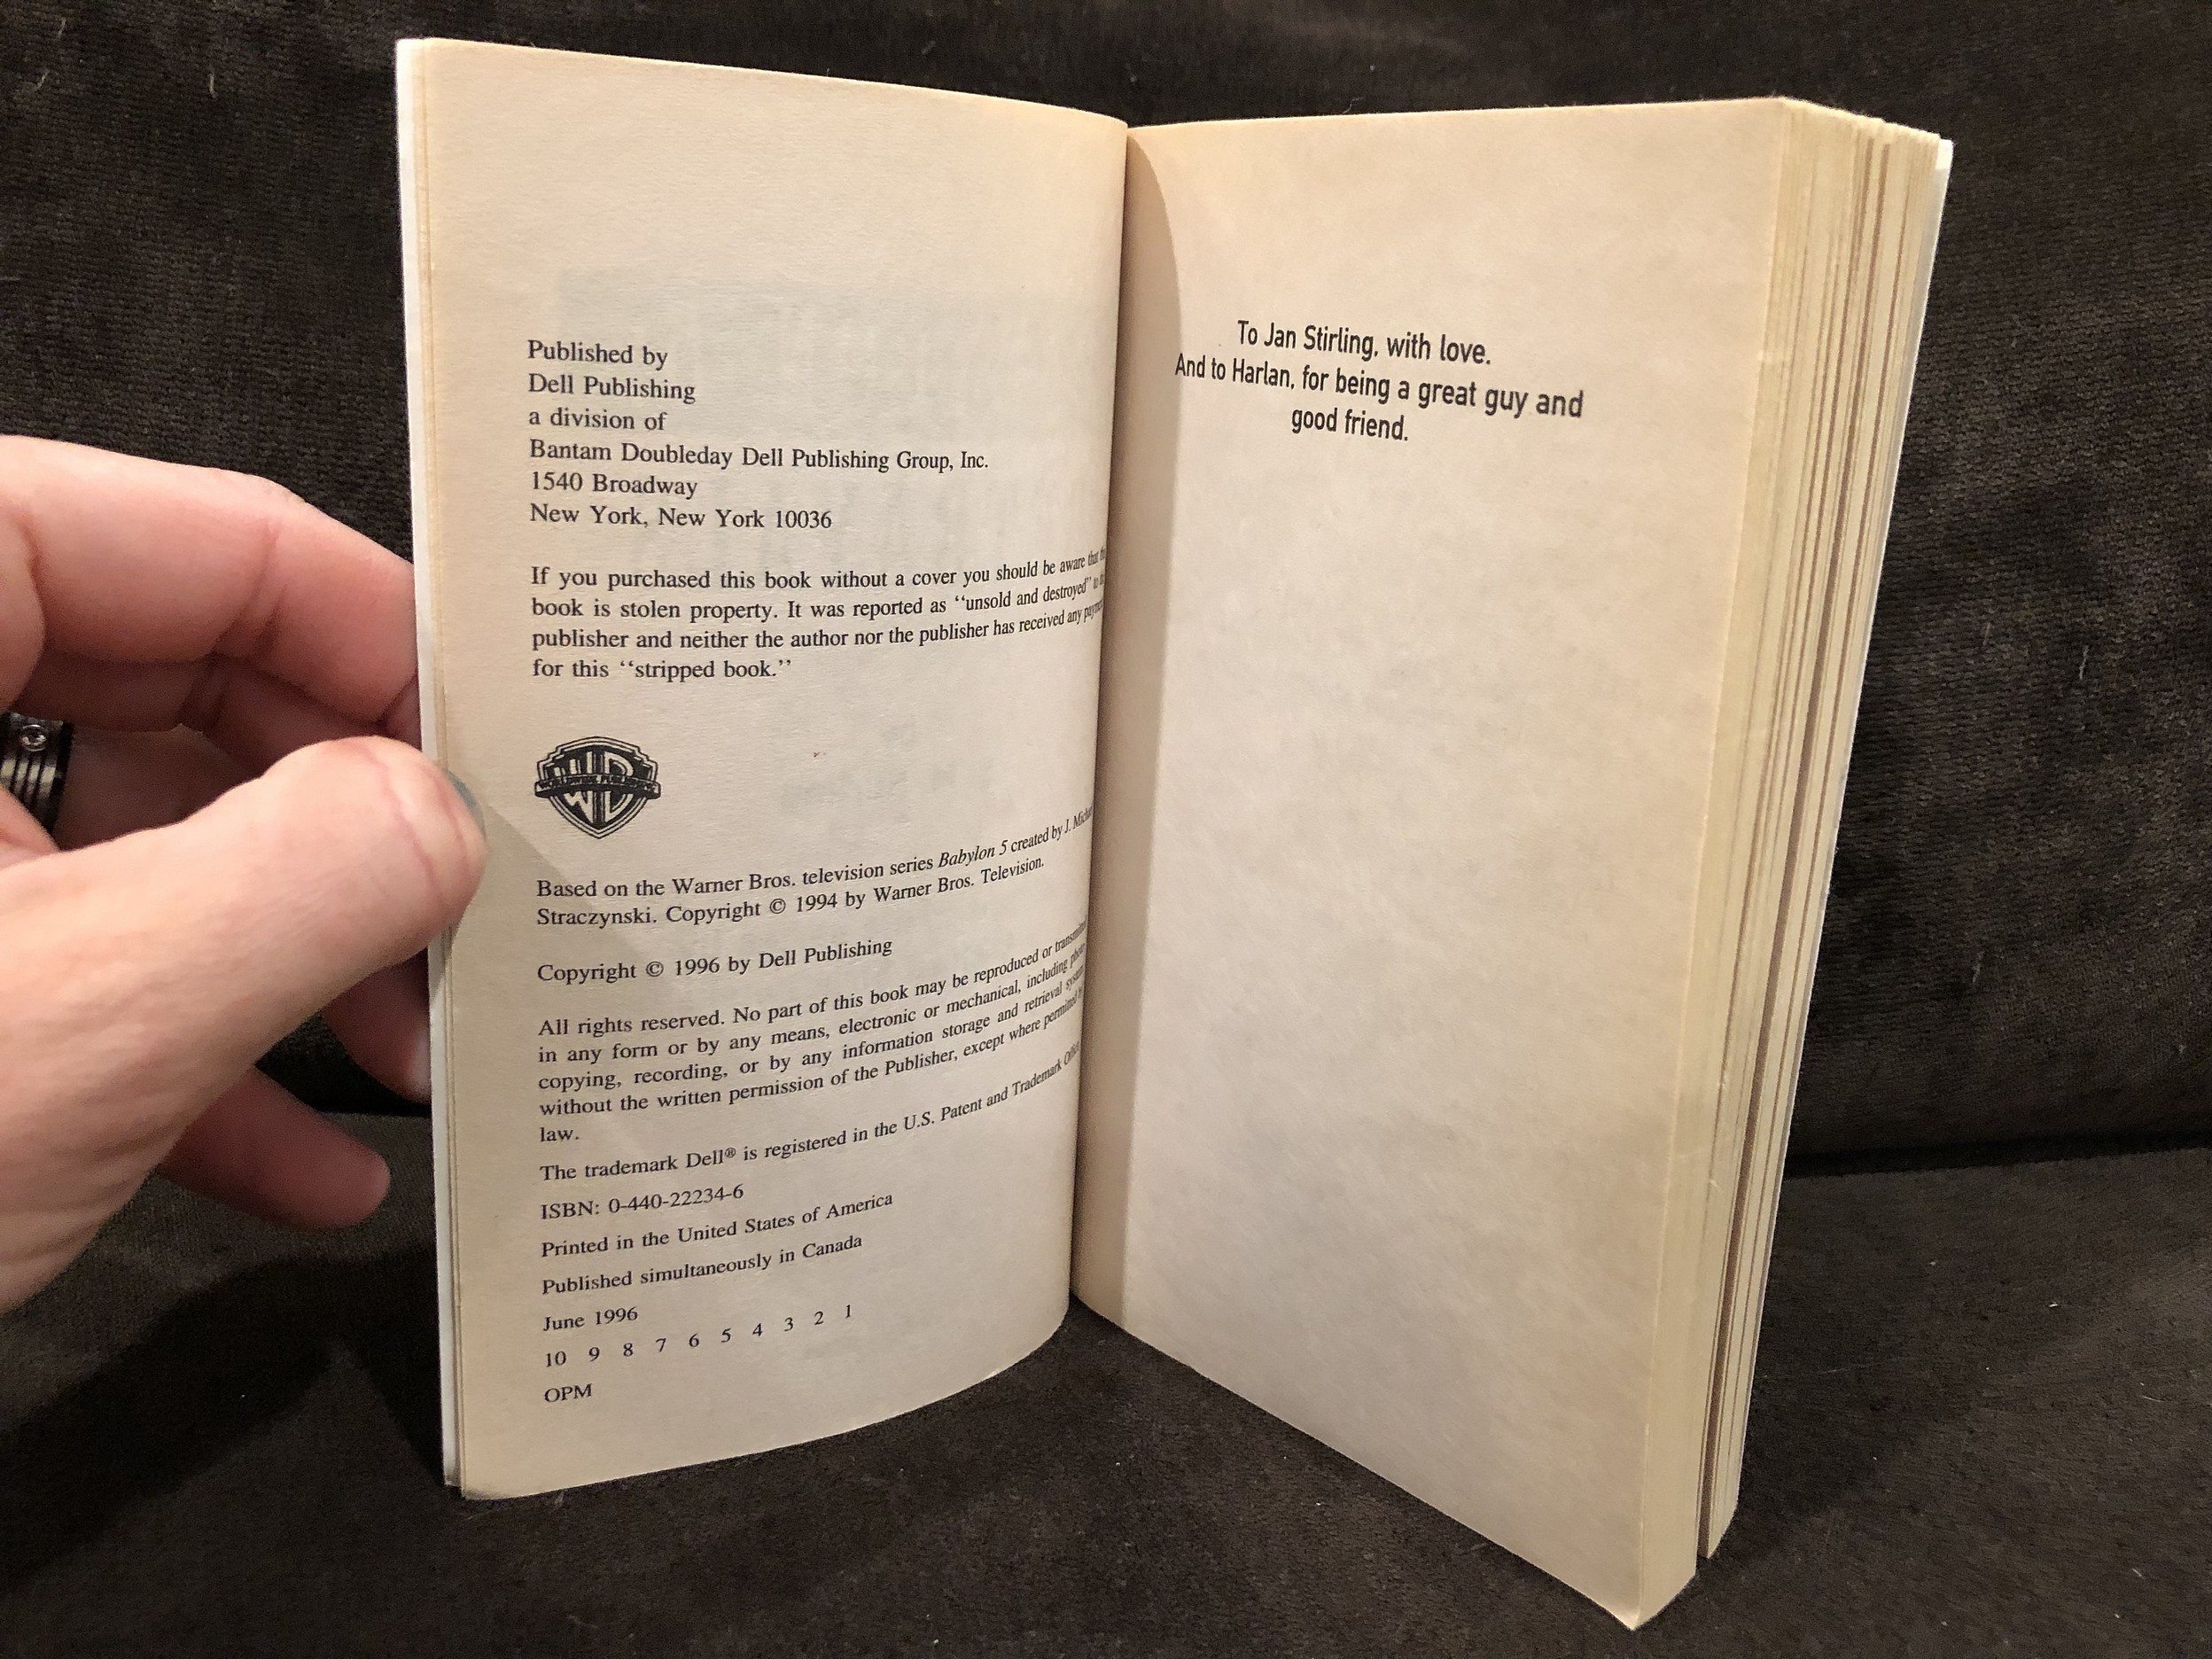 Published by
Dell Publishing
a division of
Bantam Doubleday Dell Publishing Group, Inc.
1540 Broadway
New York, New York 10036
If you purchased this book without a cover you should be aware that
book is stolen property. It was reported as “unsold and destroyed” to
publisher and neither the author nor the publisher has received any
for this “stripped book.”
WB
Based on the Warner Bros. television series Babylon 5 created by J.
Straczynski. Copyright © 1994 by Warner Bros. Television.
Copyright © 1996 by Dell Publishing
All rights reserved. No part of this book may be reproduced or
in any form or by any means, electronic or mechanical, including
copying, recording, or by any information storage and retrieval
without the written permission of the Publisher, except where
law.
The trademark Dell® is registered in the U.S. Patent and Trademark
ISBN: 0-440-22234-6
Printed in the United States of America
Published simultaneously in Canada
June 1996
10 9 8 7 6 5 4 3 2 1
OPM
To Jan Stirling, with love.
And to Harlan, for being a great guy and
good friend.